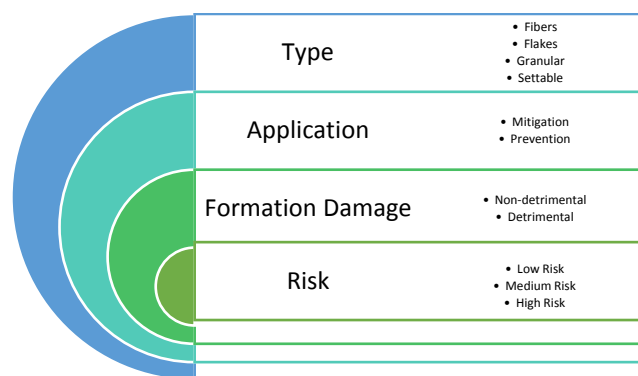 Type
• Fibers
• Flakes
• Granular
• Settable
Application
• Mitigation
• Prevention
Formation Damage
• Non-detrimental
• Detrimental
Risk
• Low Risk
• Medium Risk
• High Risk